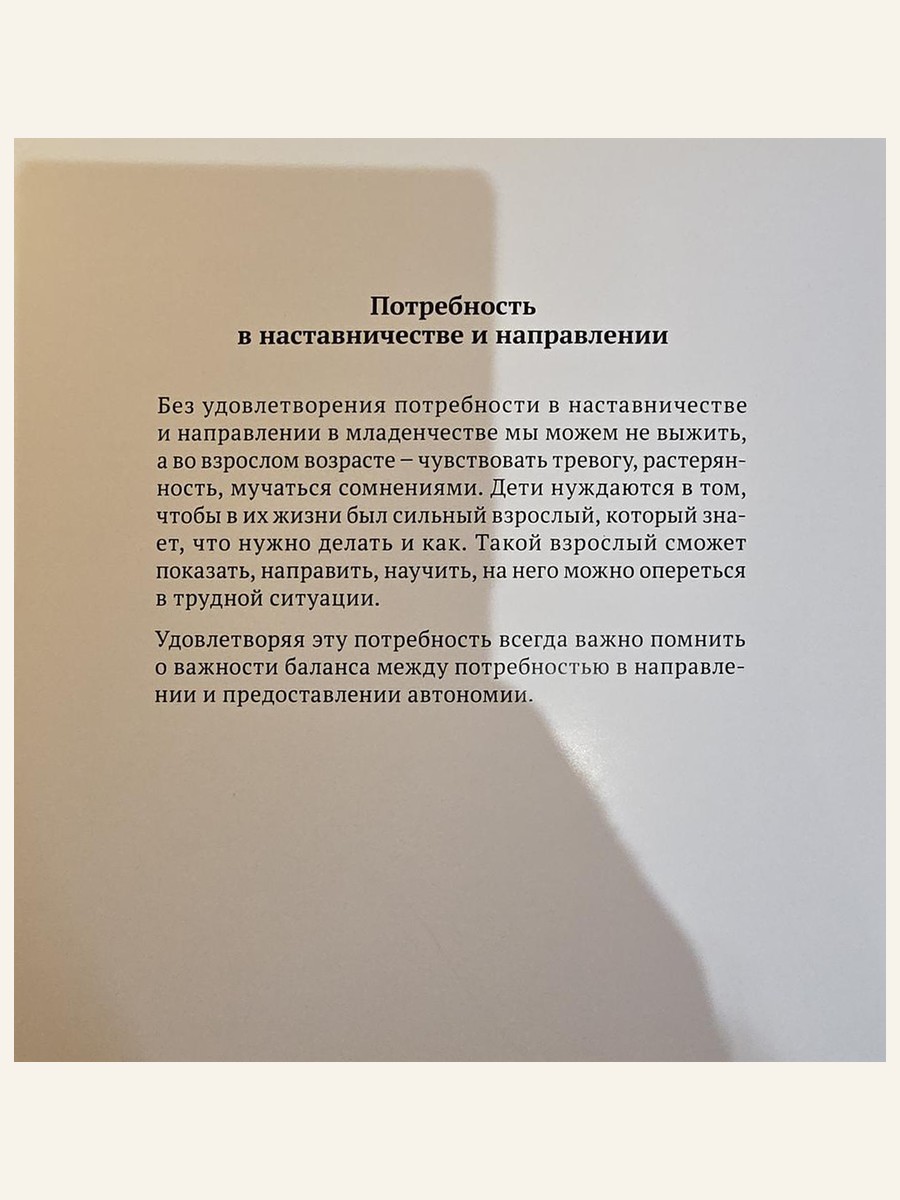 Потребность
в наставничестве и направлении
Без удовлетворения потребности в наставничестве
и направлении в младенчестве мы можем не выжить,
а во взрослом возрасте – чувствовать тревогу, растерян-
ность, мучаться сомнениями. Дети нуждаются в том,
чтобы в их жизни был сильный взрослый, который зна-
ет, что нужно делать и как. Такой взрослый сможет
показать, направить, научить, на него можно опереться
в трудной ситуации.
Удовлетворяя эту потребность всегда важно помнить
о важности баланса между потребностью в направле-
нии и предоставлении автономии.